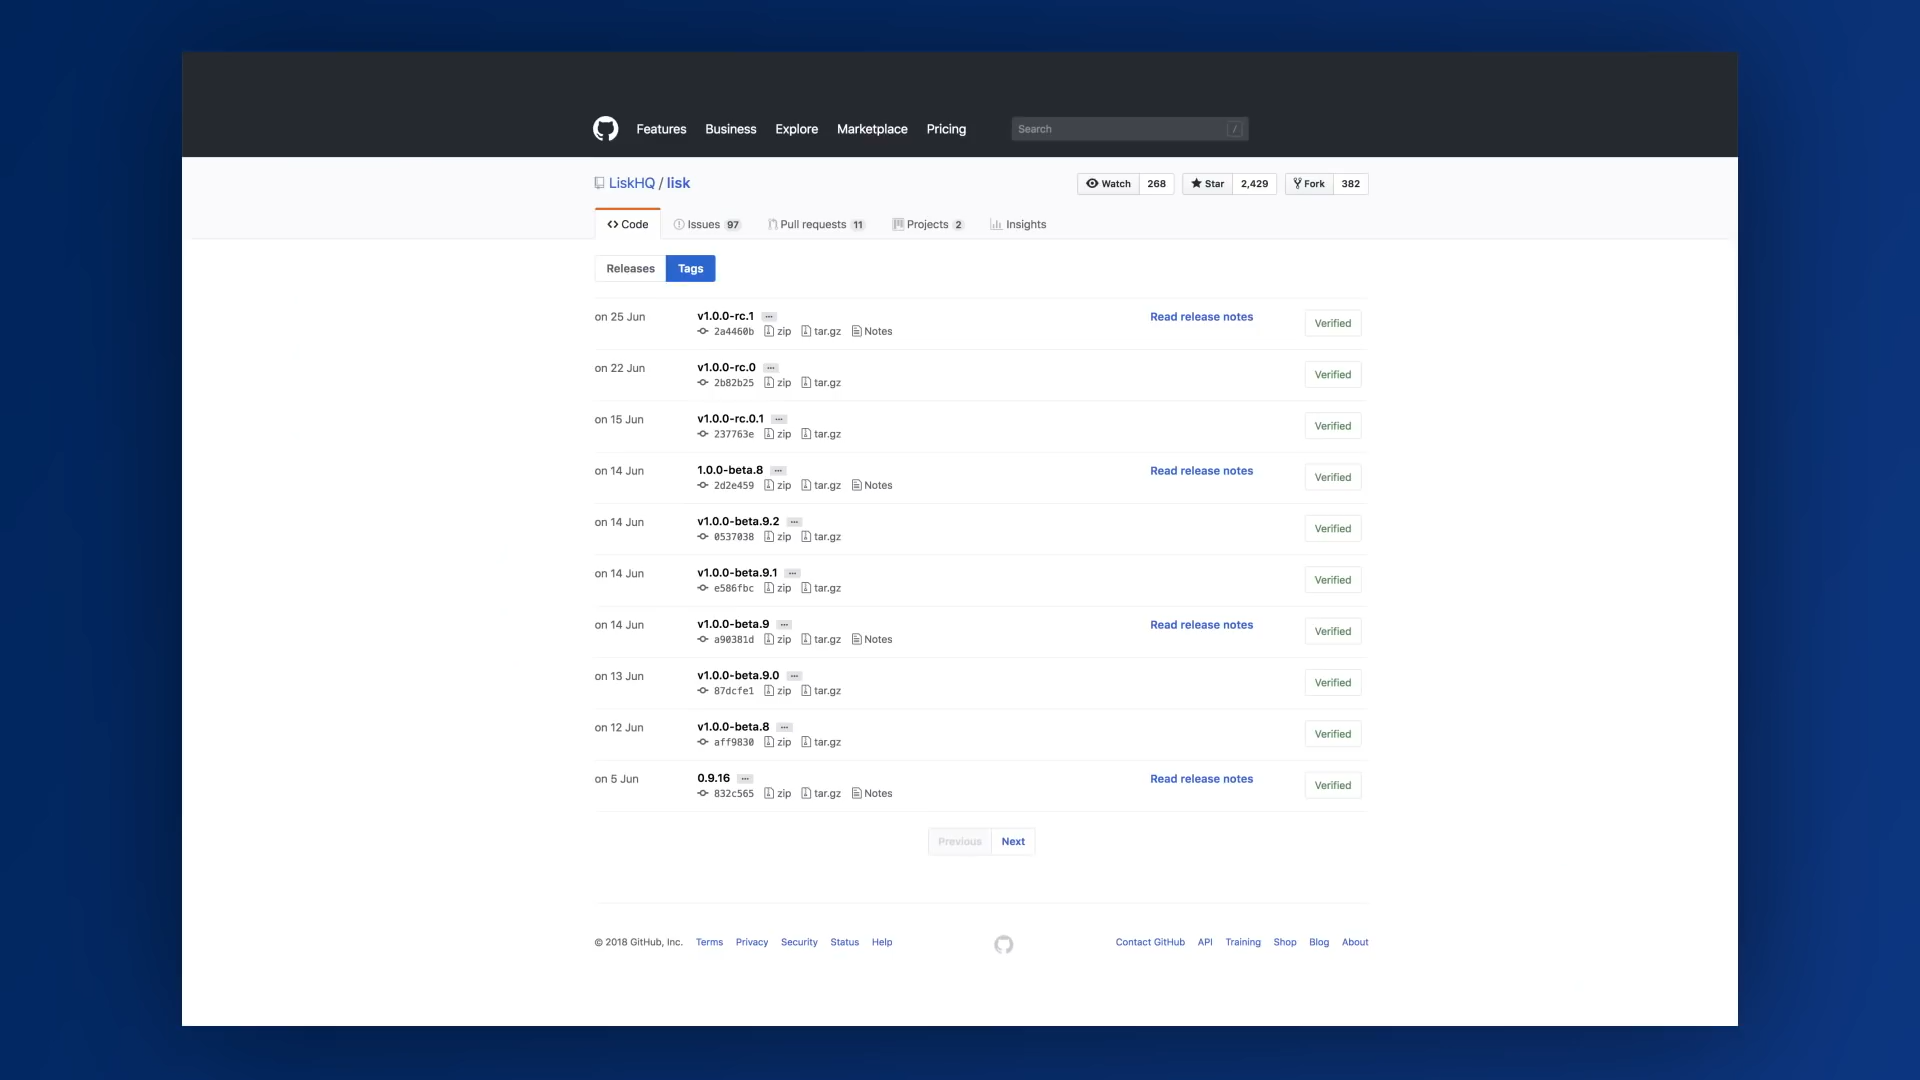 Features Business Explore Marketplace Pricing Search /
LiskHQ / lisk Watch 268 Star 2,429 Fork 382
Code Issues 97 Pull requests 11 Projects 2 Insights
Releases Tags
on 25 Jun v1.0.0-rc.1 ... Read release notes Verified
2a4460b zip tar.gz Notes
on 22 Jun v1.0.0-rc.0 ... Verified
2b82b25 zip tar.gz
on 15 Jun v1.0.0-rc.0.1 ... Verified
237763e zip tar.gz
on 14 Jun 1.0.0-beta.8 ... Read release notes Verified
2d2e459 zip tar.gz Notes
on 14 Jun v1.0.0-beta.9.2 ... Verified
0537038 zip tar.gz
on 14 Jun v1.0.0-beta.9.1 ... Verified
e586fbc zip tar.gz
on 14 Jun v1.0.0-beta.9 ... Read release notes Verified
a90381d zip tar.gz Notes
on 13 Jun v1.0.0-beta.9.0 ... Verified
87dcfe1 zip tar.gz
on 12 Jun v1.0.0-beta.8 ... Verified
aff9830 zip tar.gz
on 5 Jun 0.9.16 ... Read release notes Verified
832c565 zip tar.gz Notes
Previous Next
© 2018 GitHub, Inc. Terms Privacy Security Status Help Contact GitHub API Training Shop Blog About